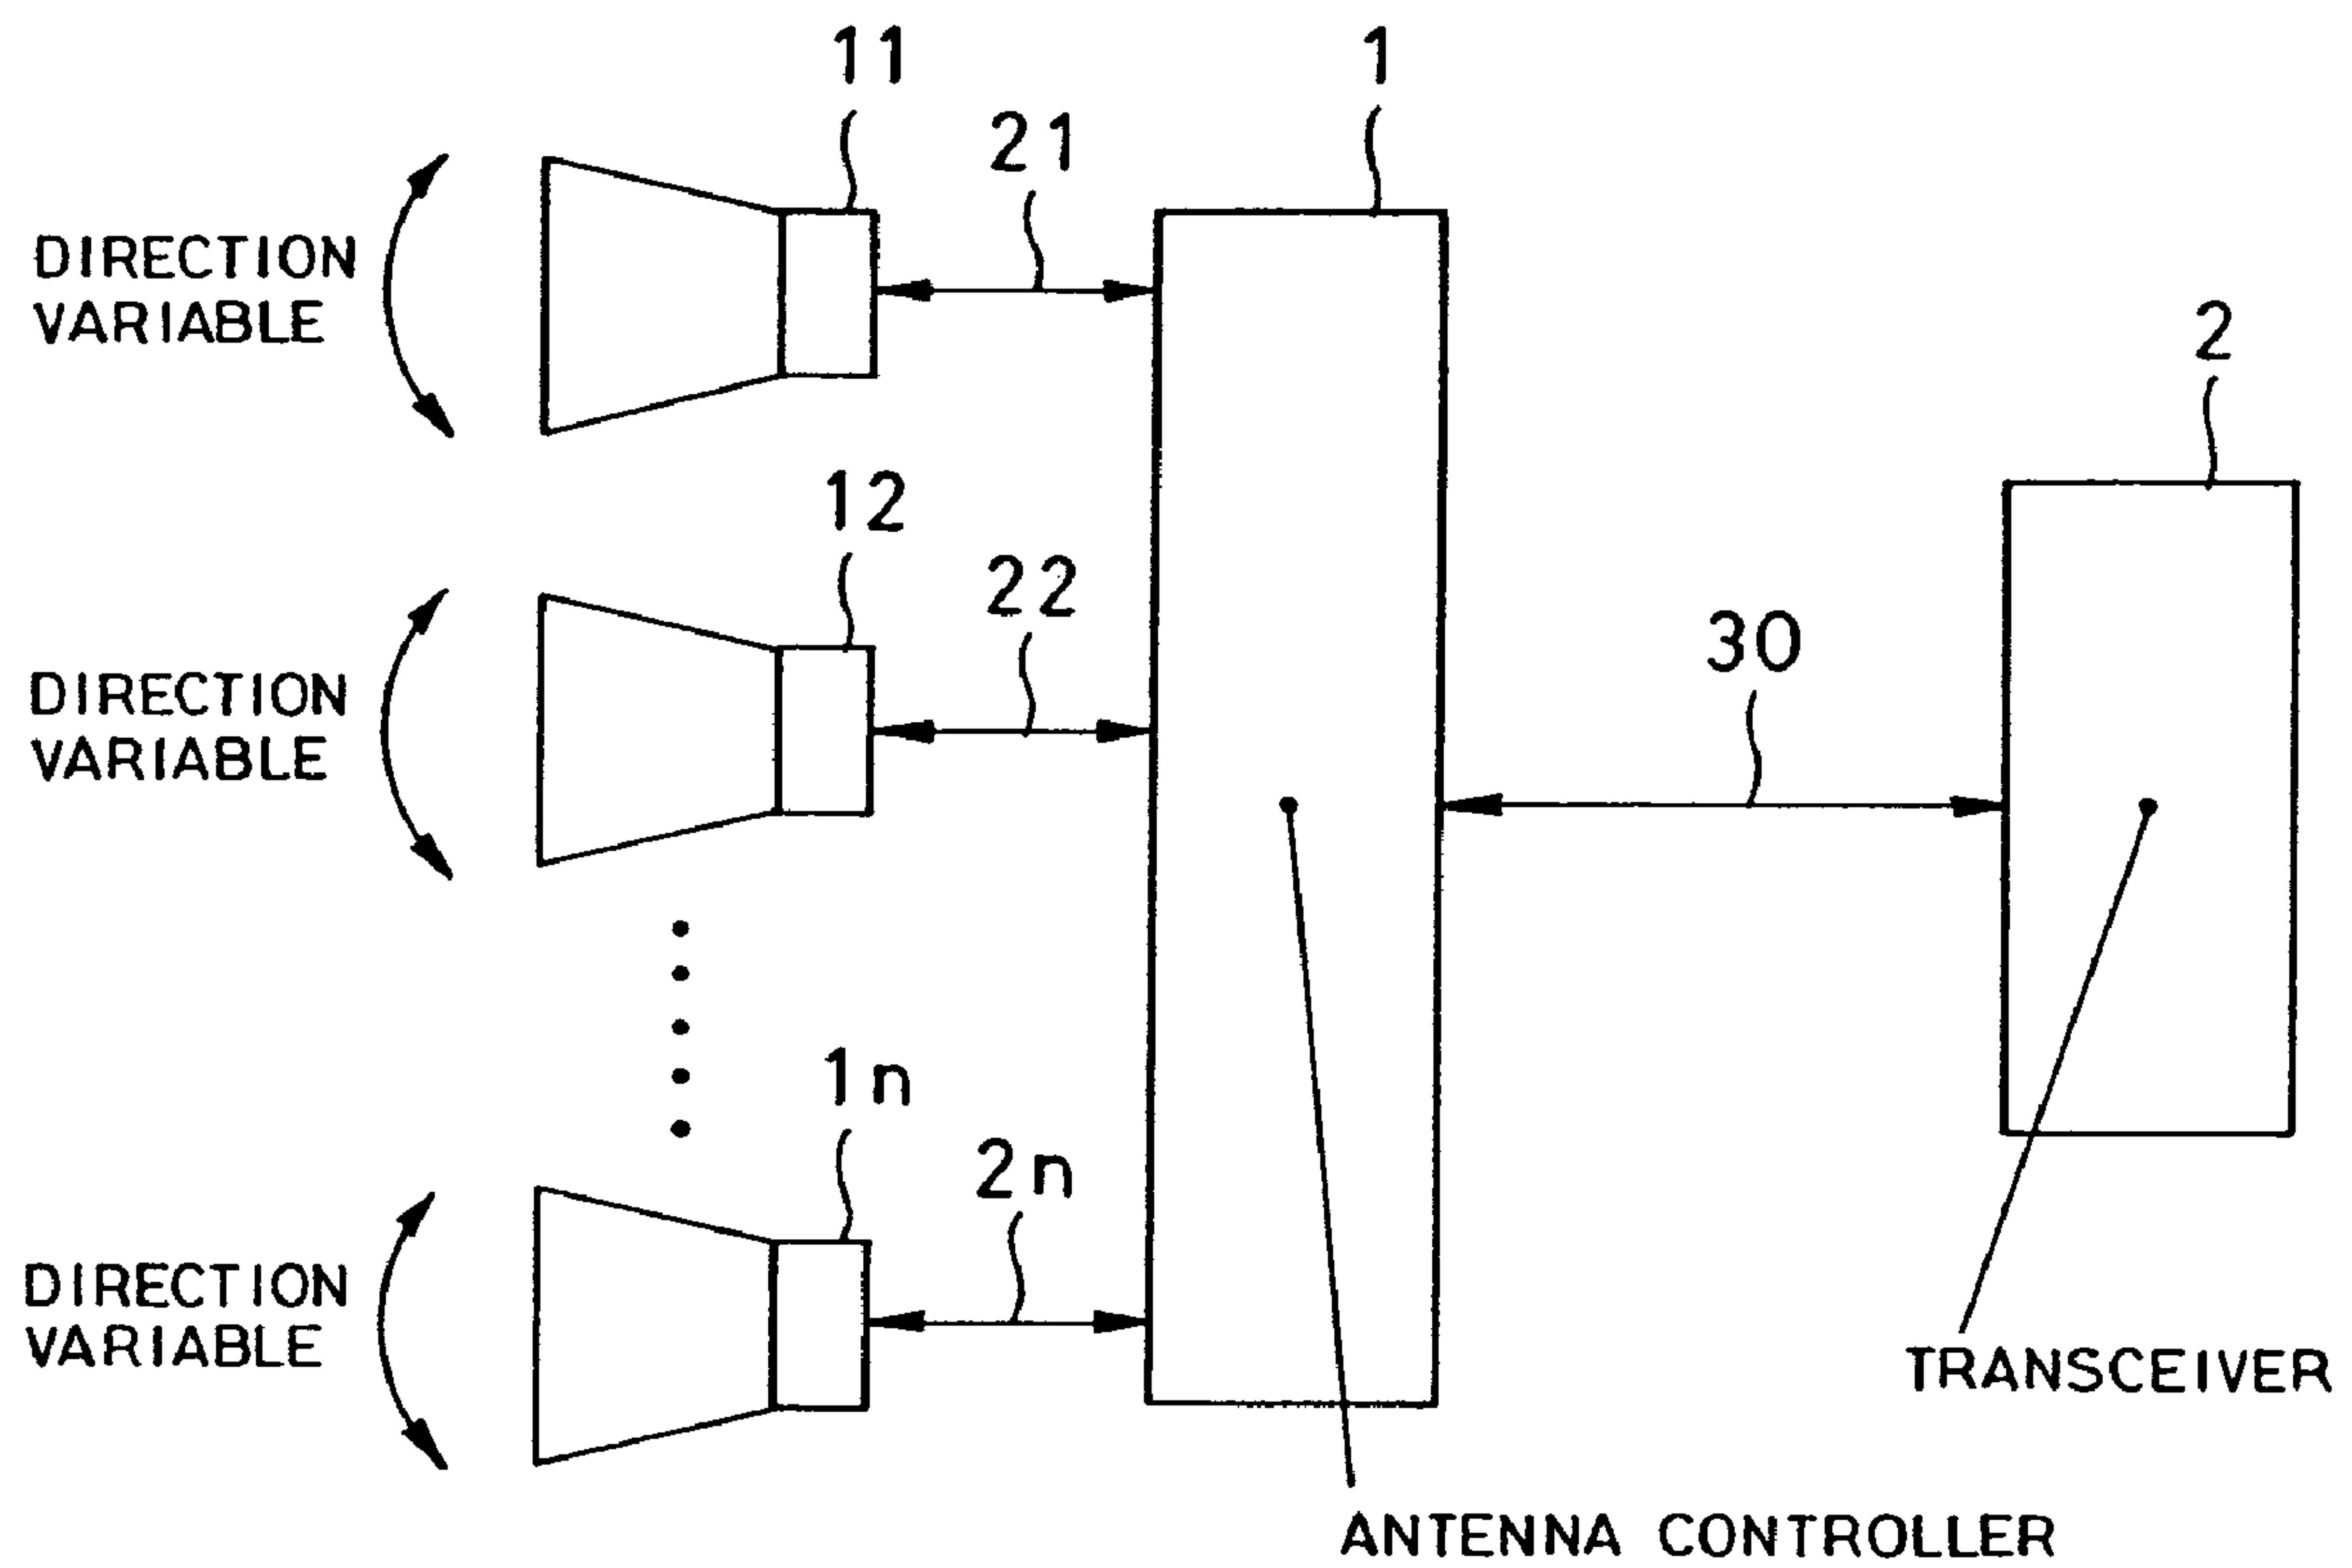 11
1
21
DIRECTION
VARIABLE
2
12
22
30
DIRECTION
VARIABLE
1n
2n
DIRECTION
VARIABLE
TRANSCEIVER
ANTENNA CONTROLLER